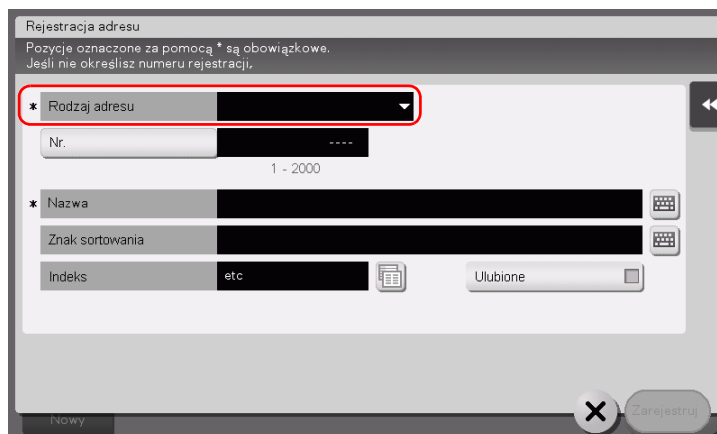 Rejestracja adresu
Pozycje oznaczone za pomocą * są obowiązkowe.
Jeśli nie określisz numeru rejestracji,
* Rodzaj adresu
Nr. ----
1 - 2000
* Nazwa
Znak sortowania
Indeks etc Ulubione
Zarejestruj
Nowy